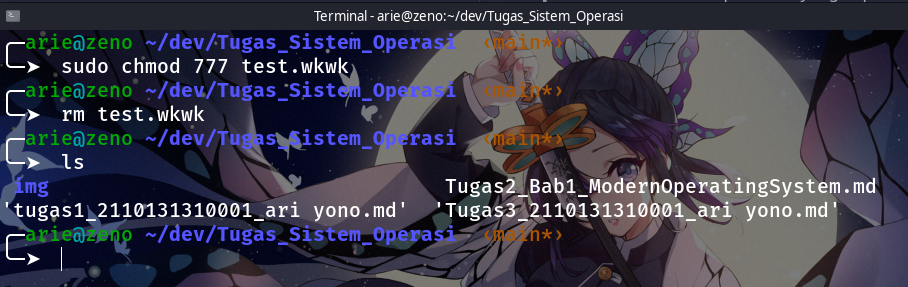 Terminal - arie@zeno:~/dev/Tugas_Sistem_Operasi
arie@zeno ~/dev/Tugas_Sistem_Operasi ‹main*›
➤ sudo chmod 777 test.wkwk
arie@zeno ~/dev/Tugas_Sistem_Operasi ‹main*›
➤ rm test.wkwk
arie@zeno ~/dev/Tugas_Sistem_Operasi ‹main*›
➤ ls
img Tugas2_Bab1_ModernOperatingSystem.md
'tugas1_2110131310001_ari yono.md' 'Tugas3_2110131310001_ari yono.md'
arie@zeno ~/dev/Tugas_Sistem_Operasi ‹main*›
➤